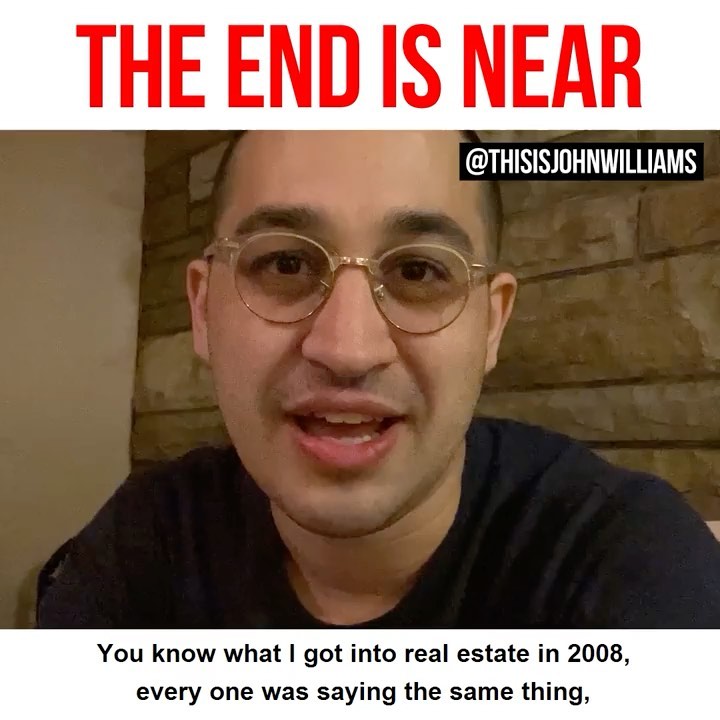 THE END IS NEAR
@THISISJOHNWILLIAMS
You know what I got into real estate in 2008,
every one was saying the same thing,